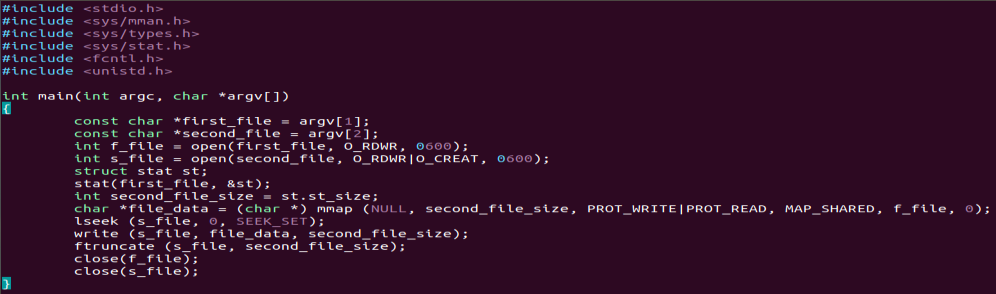 #include <stdio.h>
#include <sys/mman.h>
#include <sys/types.h>
#include <sys/stat.h>
#include <fcntl.h>
#include <unistd.h>

int main(int argc, char *argv[])
{
        const char *first_file = argv[1];
        const char *second_file = argv[2];
        int f_file = open(first_file, O_RDWR, 0600);
        int s_file = open(second_file, O_RDWR|O_CREAT, 0600);
        struct stat st;
        stat(first_file, &st);
        int second_file_size = st.st_size;
        char *file_data = (char *) mmap (NULL, second_file_size, PROT_WRITE|PROT_READ, MAP_SHARED, f_file, 0);
        lseek (s_file, 0, SEEK_SET);
        write (s_file, file_data, second_file_size);
        ftruncate (s_file, second_file_size);
        close(f_file);
        close(s_file);
}